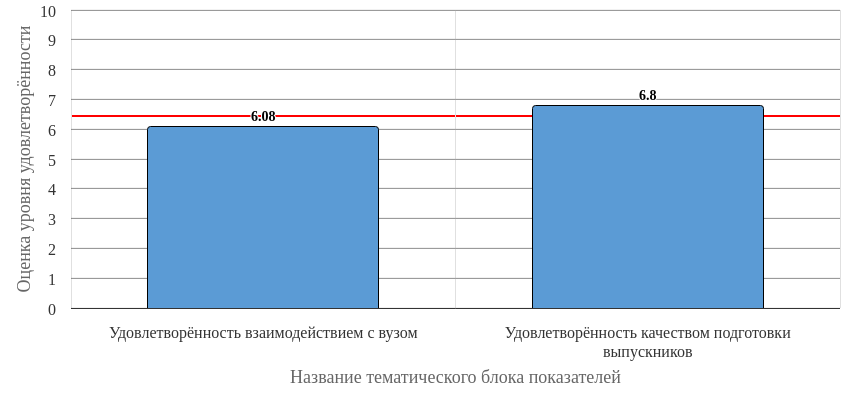 Оценка уровня удовлетворённости
10
9
8
7
6
5
4
3
2
1
0
6.08
6.8
Удовлетворённость взаимодействием с вузом
Удовлетворённость качеством подготовки
выпускников
Название тематического блока показателей